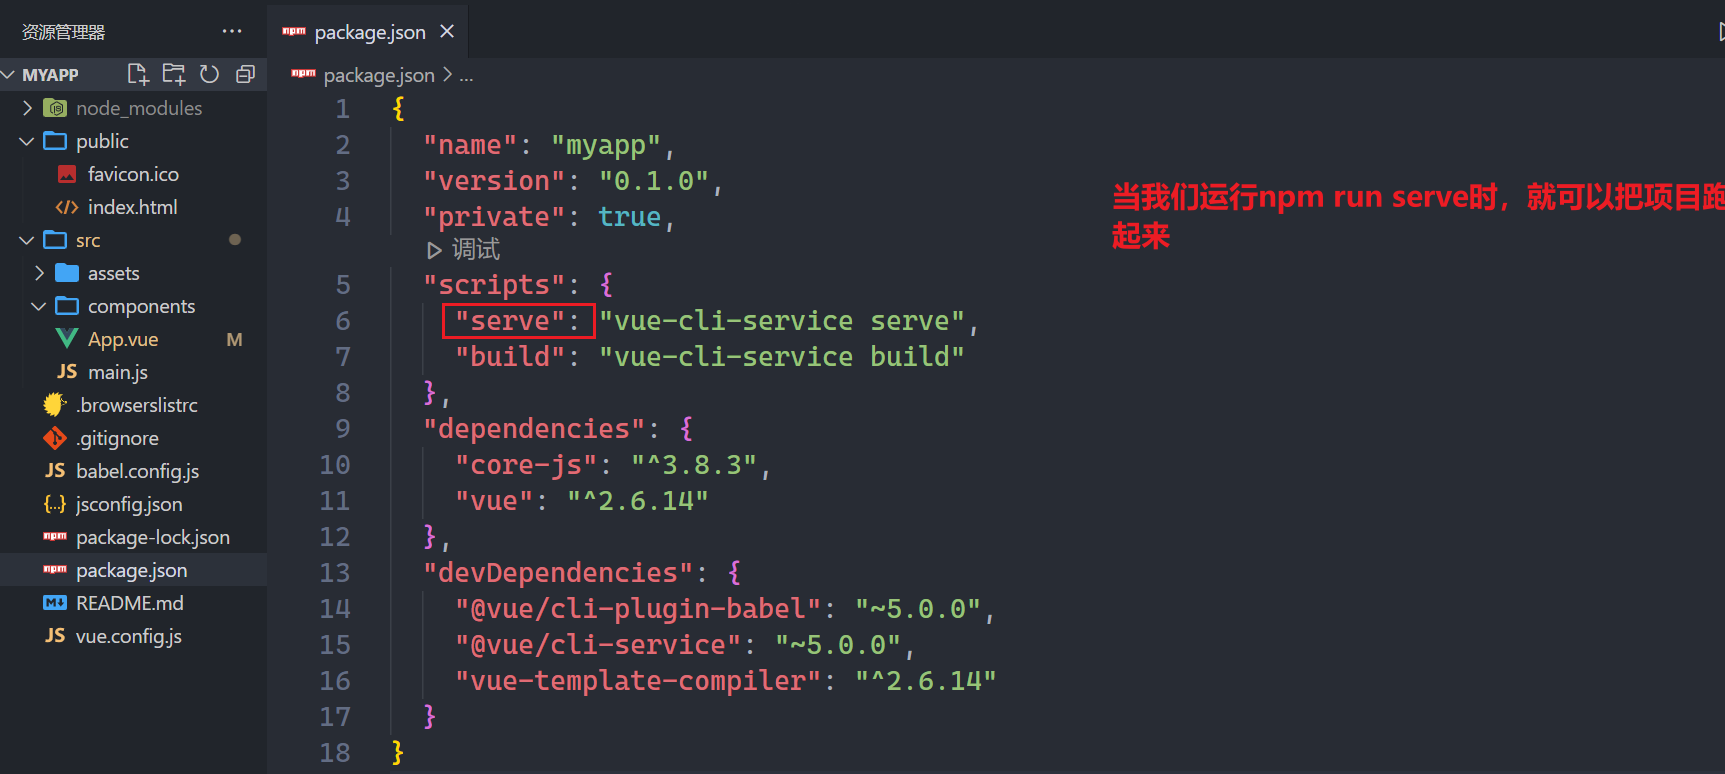 资源管理器
package.json
MYAPP
package.json > ...
node_modules
public
favicon.ico
index.html
src
assets
components
App.vue M
JS main.js
.browserslistrc
.gitignore
JS babel.config.js
{..} jsconfig.json
npm package-lock.json
npm package.json
M README.md
JS vue.config.js
1 {
2 "name": "myapp",
3 "version": "0.1.0",
4 "private": true,
调试
5 "scripts": {
6 "serve": "vue-cli-service serve",
7 "build": "vue-cli-service build"
8 },
9 "dependencies": {
10 "core-js": "^3.8.3",
11 "vue": "^2.6.14"
12 },
13 "devDependencies": {
14 "@vue/cli-plugin-babel": "~5.0.0",
15 "@vue/cli-service": "~5.0.0",
16 "vue-template-compiler": "^2.6.14"
17 }
18 }
当我们运行npm run serve时，就可以把项目跑
起来